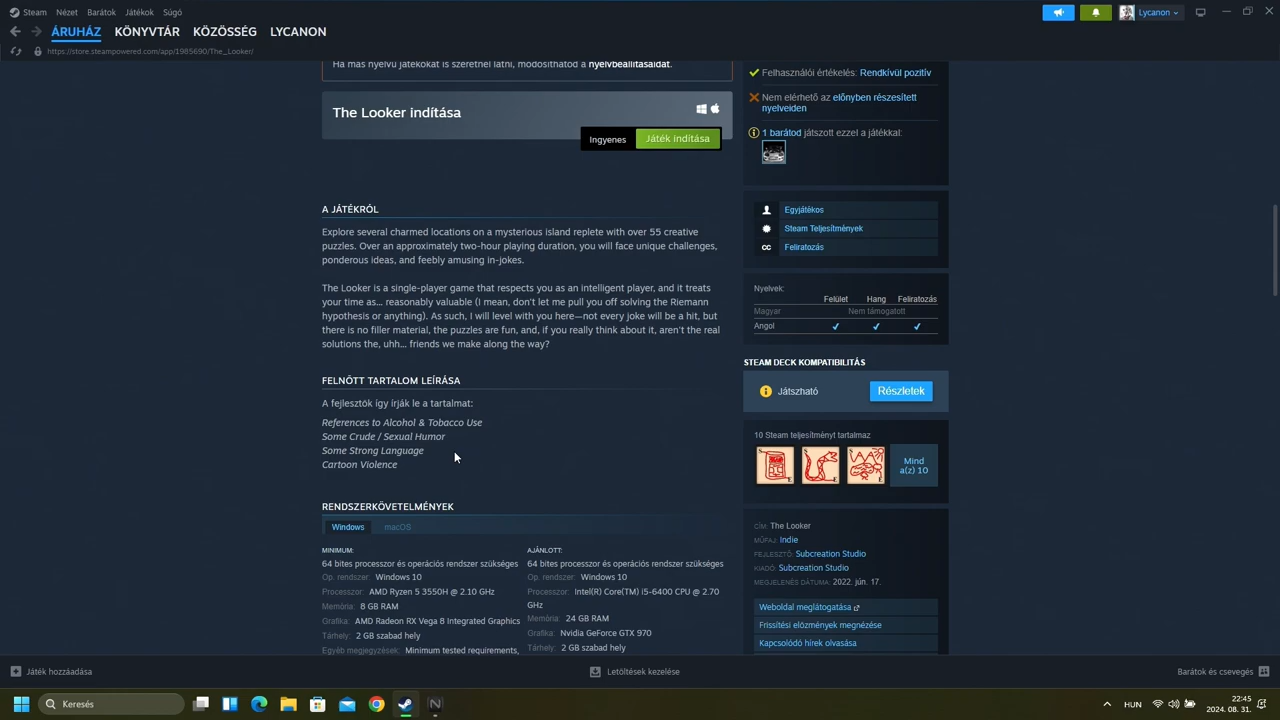 Steam Nézet Barátok Játékok Súgó
Lycanon
ÁRUHÁZ KÖNYVTÁR KÖZÖSSÉG LYCANON
https://store.steampowered.com/app/1985690/The_Looker/
Ha más nyelvű játékokat is szeretnél látni, módosíthatod a nyelvbeállításaidat.
The Looker indítása
Ingyenes
Játék indítása
A JÁTÉKRÓL
Explore several charmed locations on a mysterious island replete with over 55 creative
puzzles. Over an approximately two-hour playing duration, you will face unique challenges,
ponderous ideas, and feebly amusing in-jokes.
The Looker is a single-player game that respects you as an intelligent player, and it treats
your time as... reasonably valuable (I mean, don't let me pull you off solving the Riemann
hypothesis or anything). As such, I will level with you here—not every joke will be a hit, but
there is no filler material, the puzzles are fun, and, if you really think about it, aren't the real
solutions the, uhh... friends we make along the way?
FELNŐTT TARTALOM LEÍRÁSA
A fejlesztők így írják le a tartalmat:
References to Alcohol & Tobacco Use
Some Crude / Sexual Humor
Some Strong Language
Cartoon Violence
RENDSZERKÖVETELMÉNYEK
Windows macOS
MINIMUM:
64 bites processzor és operációs rendszer szükséges
Op. rendszer: Windows 10
Processzor: AMD Ryzen 5 3550H @ 2.10 GHz
Memória: 8 GB RAM
Grafika: AMD Radeon RX Vega 8 Integrated Graphics
Tárhely: 2 GB szabad hely
Egyéb megjegyzések: Minimum tested requirements,
AJÁNLOTT:
64 bites processzor és operációs rendszer szükséges
Op. rendszer: Windows 10
Processzor: Intel(R) Core(TM) i5-6400 CPU @ 2.70
GHz
Memória: 24 GB RAM
Grafika: Nvidia GeForce GTX 970
Tárhely: 2 GB szabad hely
Felhasználói értékelés: Rendkívül pozitív
Nem elérhető az előnyben részesített
nyelveiden
1 barátod játszott ezzel a játékkal:
Egyjátékos
Steam Teljesítmények
CC Feliratozás
Nyelvek:
Felület Hang Feliratozás
Magyar Nem támogatott
Angol ✔ ✔ ✔
STEAM DECK KOMPATIBILITÁS
Játszható
Részletek
10 Steam teljesítményt tartalmaz
Mind
a(z) 10
CÍM: The Looker
MŰFAJ: Indie
FEJLESZTŐ: Subcreation Studio
KIADÓ: Subcreation Studio
MEGJELENÉS DÁTUMA: 2022. jún. 17.
Weboldal meglátogatása
Frissítési előzmények megnézése
Kapcsolódó hírek olvasása
Játék hozzáadása
Letöltések kezelése
Barátok és csevegés
Keresés
HUN
22:45
2024. 08. 31.